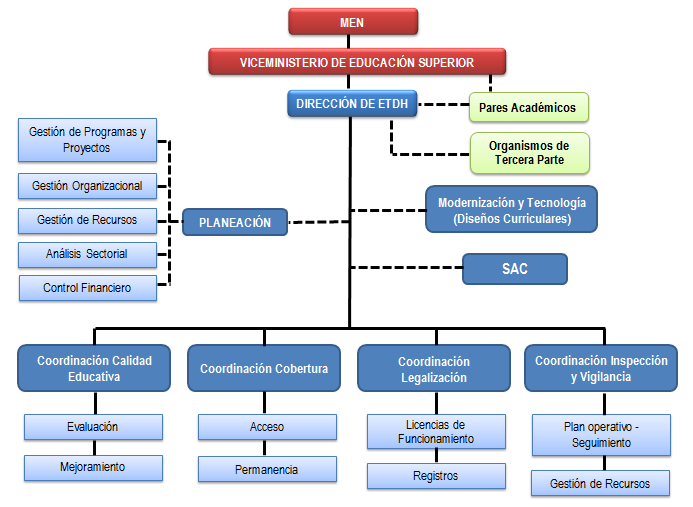 MEN
VICEMINISTERIO DE EDUCACIÓN SUPERIOR
DIRECCIÓN DE ETDH
Pares Académicos
Organismos de
Tercera Parte
Gestión de Programas y
Proyectos
Gestión Organizacional
Gestión de Recursos
Análisis Sectorial
Control Financiero
PLANEACIÓN
Modernización y Tecnología
(Diseños Curriculares)
SAC
Coordinación Calidad
Educativa
Evaluación
Mejoramiento
Coordinación Cobertura
Acceso
Permanencia
Coordinación
Legalización
Licencias de
Funcionamiento
Registros
Coordinación Inspección
y Vigilancia
Plan operativo -
Seguimiento
Gestión de Recursos